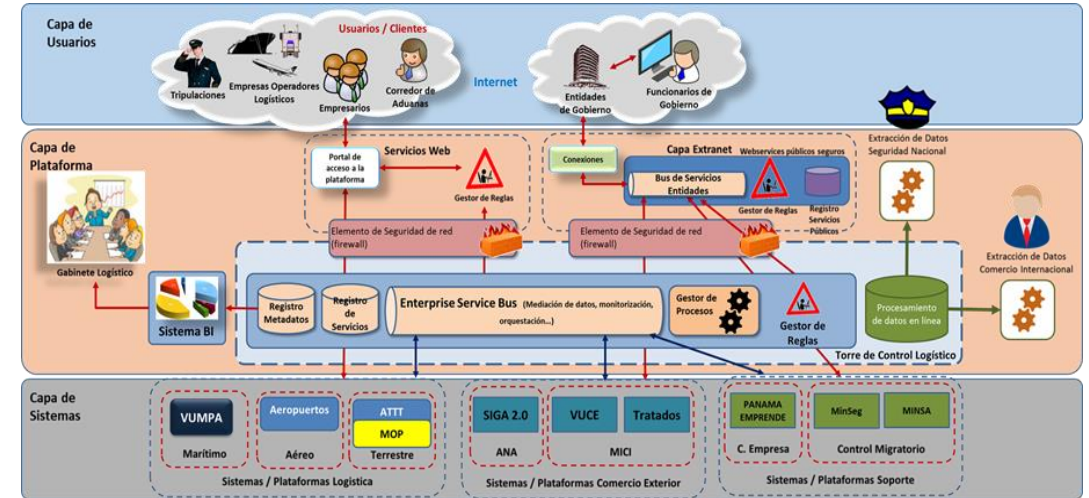 Capa de
Usuarios
Usuarios / Clientes
Tripulaciones
Empresas Operadores
Logísticos
Empresarios
Corredor de
Aduanas
Internet
Entidades
de Gobierno
Funcionarios de
Gobierno
Capa de
Plataforma
Portal de
acceso a la
plataforma
Servicios Web
Gestor de Reglas
Conexiones
Capa Extranet
Webservices públicos seguros
Bus de Servicios
Entidades
Gestor de Reglas
Registro
Servicios
Públicos
Extracción de Datos
Seguridad Nacional
Extracción de Datos
Comercio Internacional
Elemento de Seguridad de red
(firewall)
Elemento de Seguridad de red
(firewall)
Gabinete Logístico
Sistema BI
Registro
Metadatos
Registro
de
Servicios
Enterprise Service Bus (Mediación de datos, monitorización,
orquestación...)
Gestor de
Procesos
Gestor de
Reglas
Procesamiento
de datos en línea
Torre de Control Logístico
Capa de
Sistemas
VUMPA
Marítimo
Aeropuertos
Aéreo
ATTT
MOP
Terrestre
Sistemas / Plataformas Logística
SIGA 2.0
ANA
VUCE
Tratados
MICI
Sistemas / Plataformas Comercio Exterior
PANAMA
EMPRENDE
C. Empresa
MinSeg
MINSA
Control Migratorio
Sistemas / Plataformas Soporte